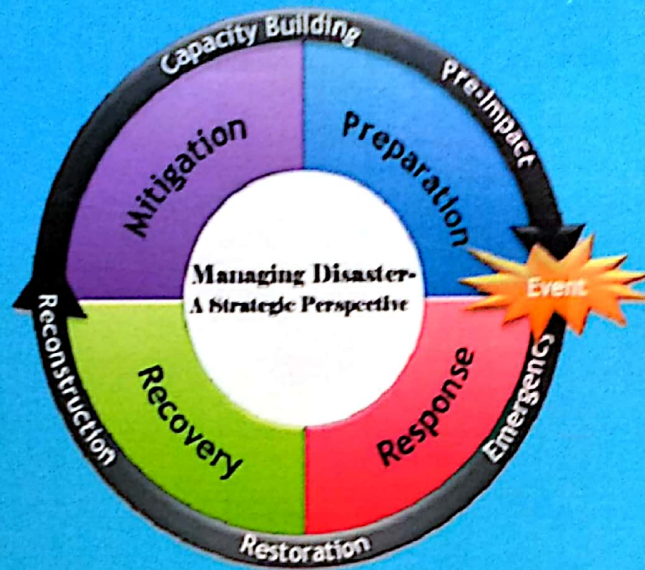 Capacity Building
Pre-Impact
Mitigation
Preparation
Managing Disaster-
A Strategic Perspective
Event
Reconstruction
Recovery
Response
Emergency
Restoration